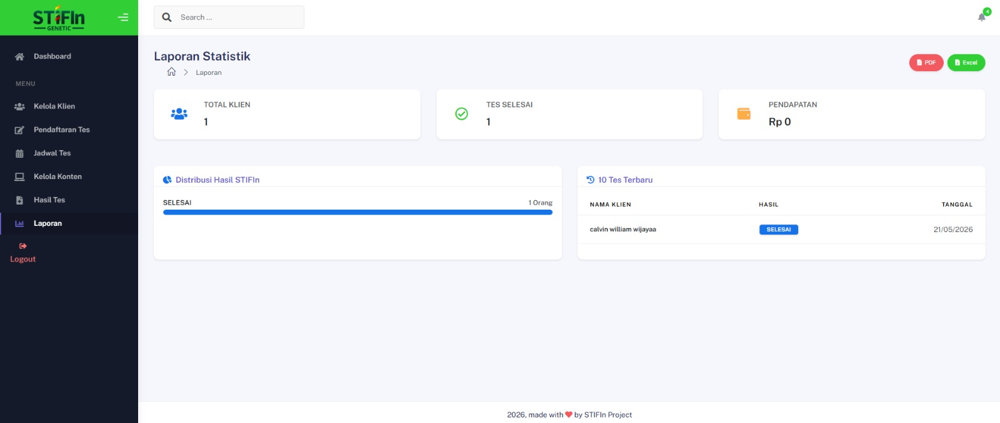 STIFIn
GENETIC
Search ...
4
Dashboard
MENU
Kelola Klien
Pendaftaran Tes
Jadwal Tes
Kelola Konten
Hasil Tes
Laporan
Logout
Laporan Statistik
Laporan
PDF
Excel
TOTAL KLIEN
1
TES SELESAI
1
PENDAPATAN
Rp 0
Distribusi Hasil STIFIn
SELESAI 1 Orang
10 Tes Terbaru
NAMA KLIEN HASIL TANGGAL
calvin william wijayaa SELESAI 21/05/2026
2026, made with ❤ by STIFIn Project